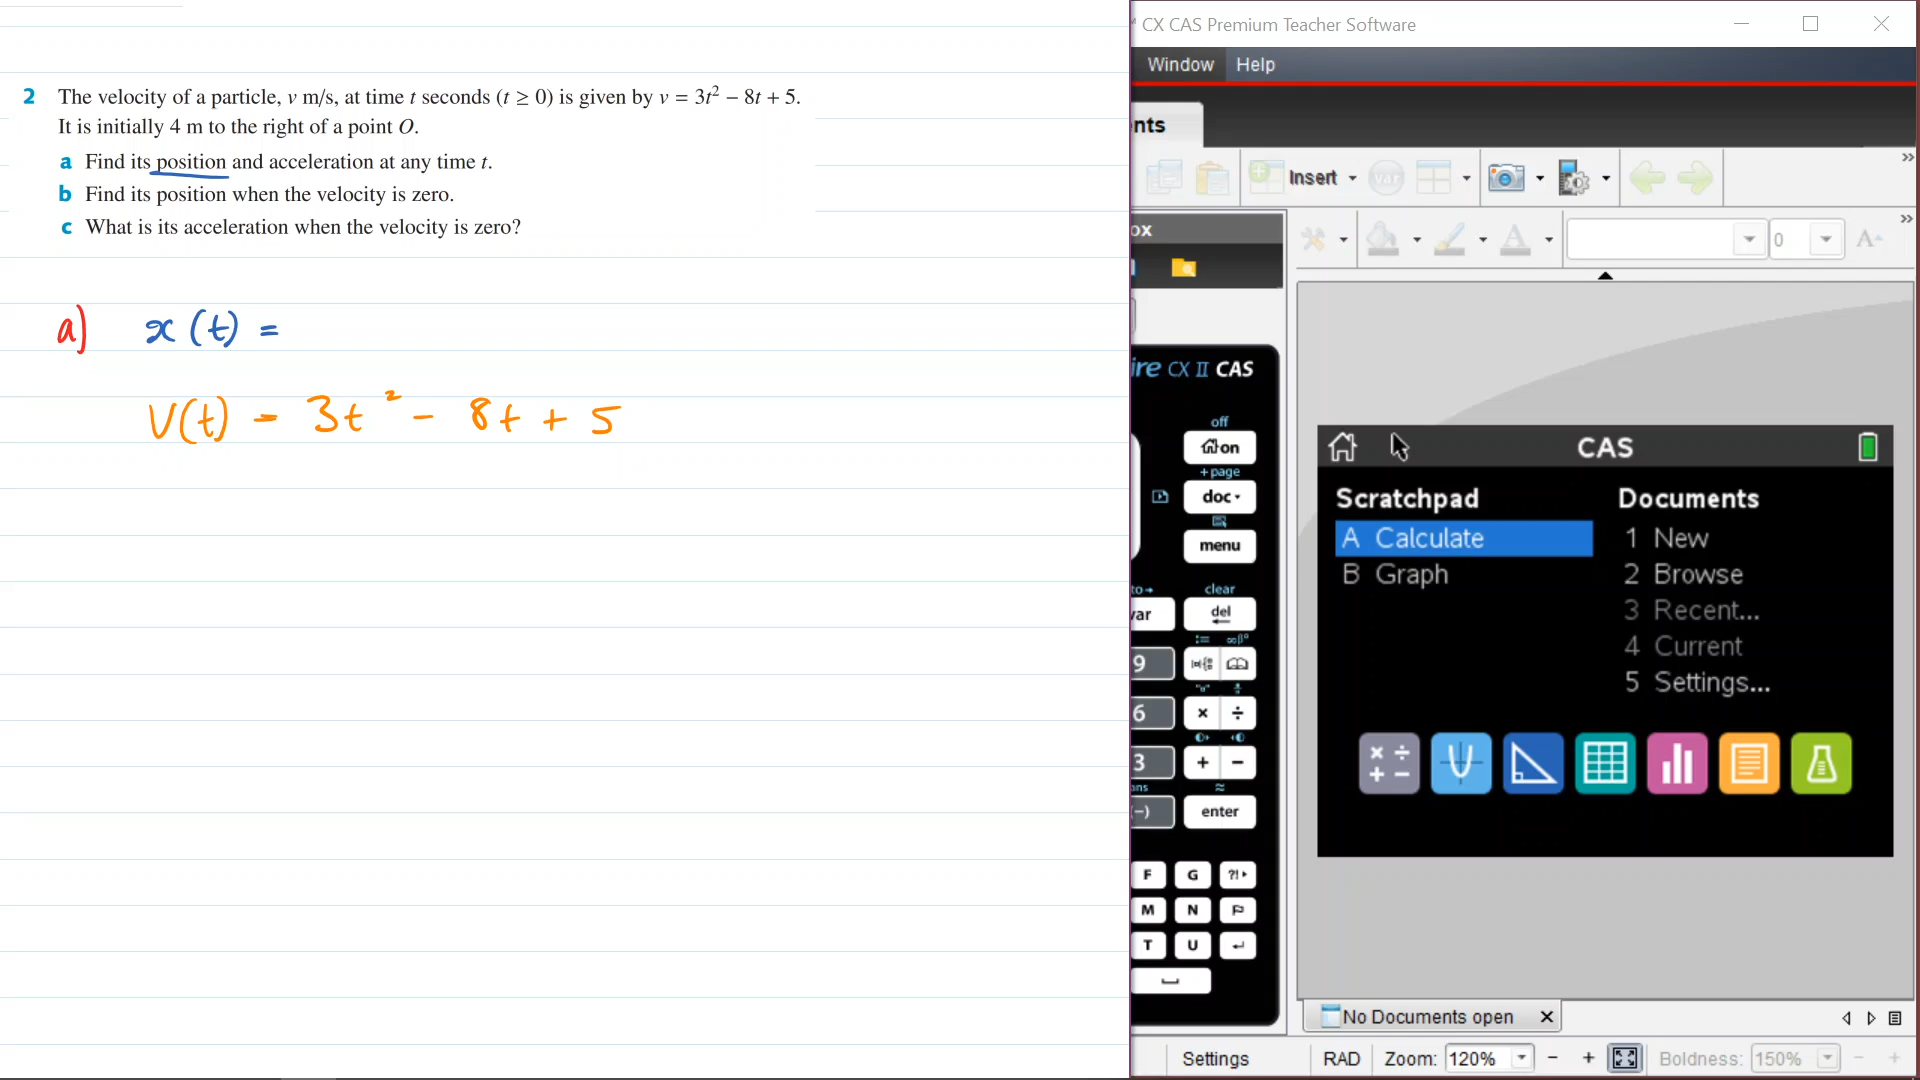 2 The velocity of a particle, v m/s, at time t seconds (t ≥ 0) is given by v = 3t² − 8t + 5.
It is initially 4 m to the right of a point O.
a Find its position and acceleration at any time t.
b Find its position when the velocity is zero.
c What is its acceleration when the velocity is zero?
a) x(t) =
V(t) = 3t² − 8t + 5
CX CAS Premium Teacher Software
Window Help
nts
Insert
var
0
A
ox
ire CX II CAS
off
on
+page
doc
menu
to→ clear
var del
:= ∞β°
9
6 × ÷
3 + −
ans ≈
(−) enter
F G ?!▸
M N
T U
CAS
Scratchpad
A Calculate
B Graph
Documents
1 New
2 Browse
3 Recent...
4 Current
5 Settings...
× ÷
+ −
No Documents open
Settings RAD Zoom: 120% − + Boldness: 150% − +